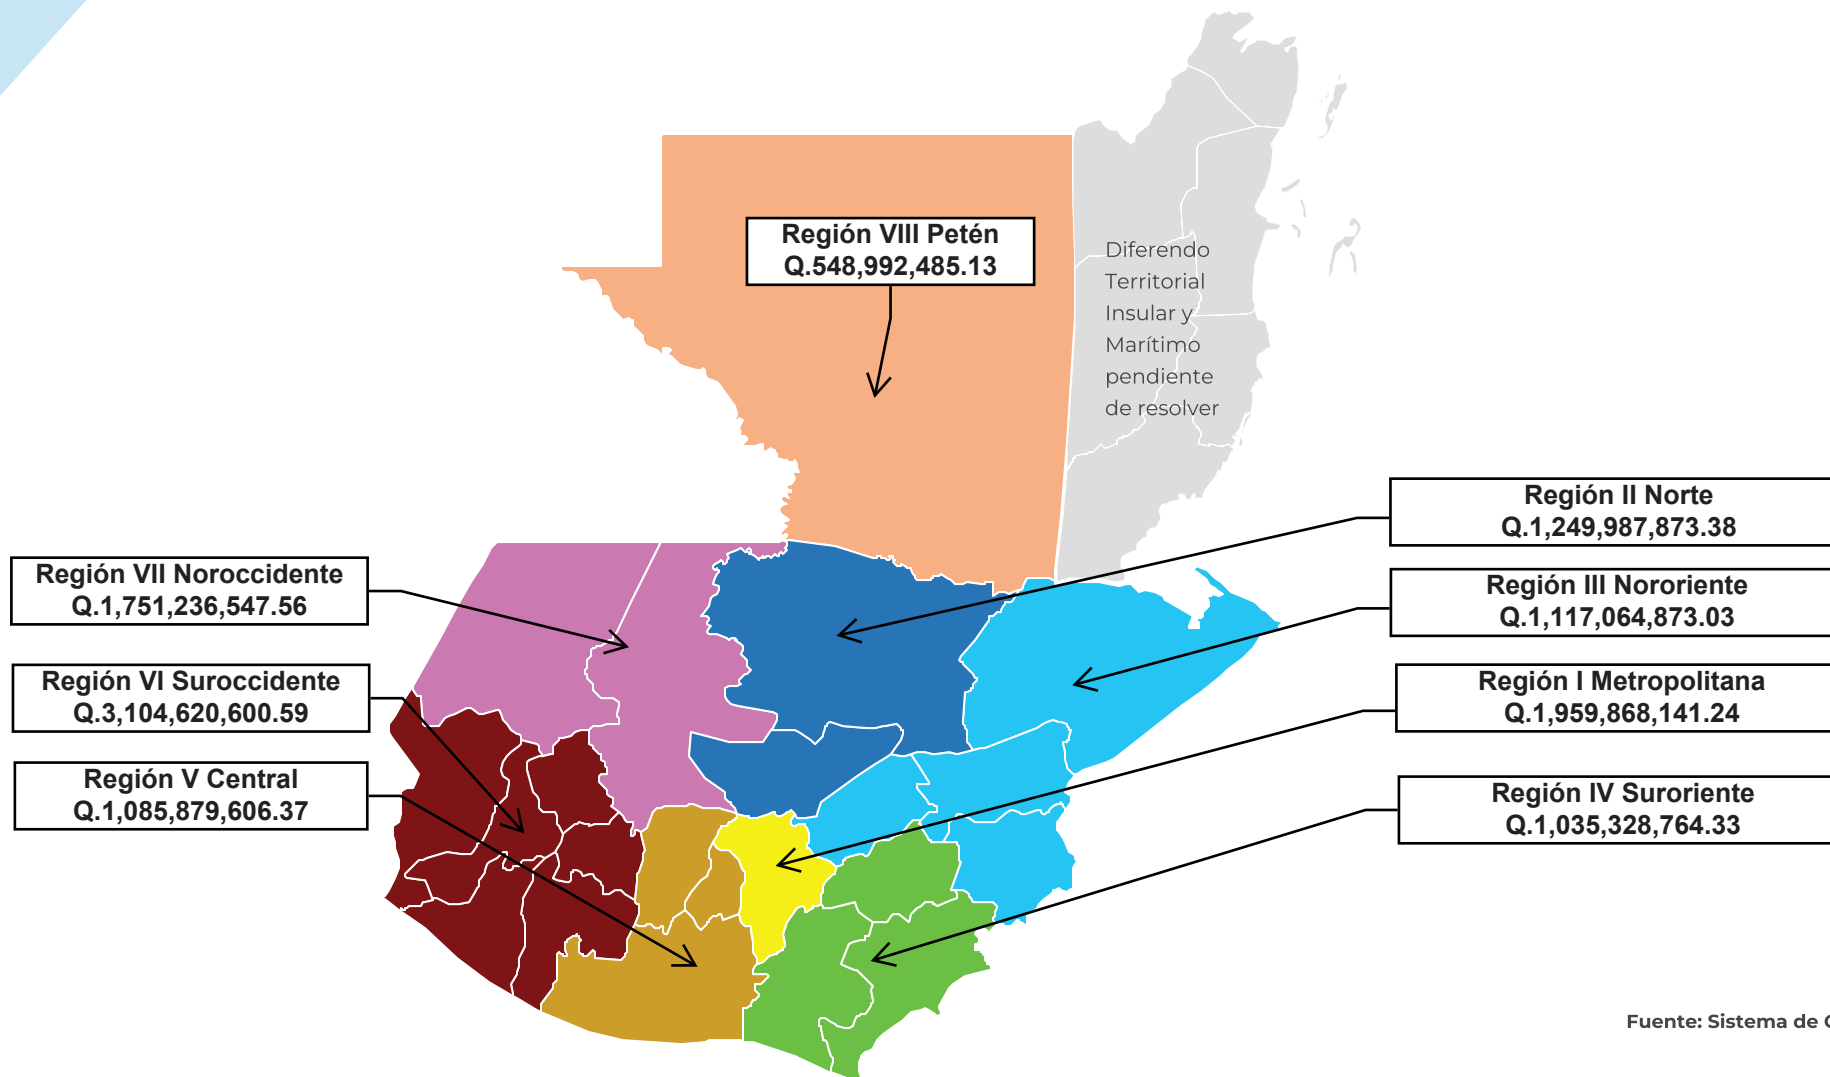 Región VIII Petén
Q.548,992,485.13
Diferendo
Territorial
Insular y
Marítimo
pendiente
de resolver
Región II Norte
Q.1,249,987,873.38
Región III Nororiente
Q.1,117,064,873.03
Región I Metropolitana
Q.1,959,868,141.24
Región IV Suroriente
Q.1,035,328,764.33
Región VII Noroccidente
Q.1,751,236,547.56
Región VI Suroccidente
Q.3,104,620,600.59
Región V Central
Q.1,085,879,606.37
Fuente: Sistema de